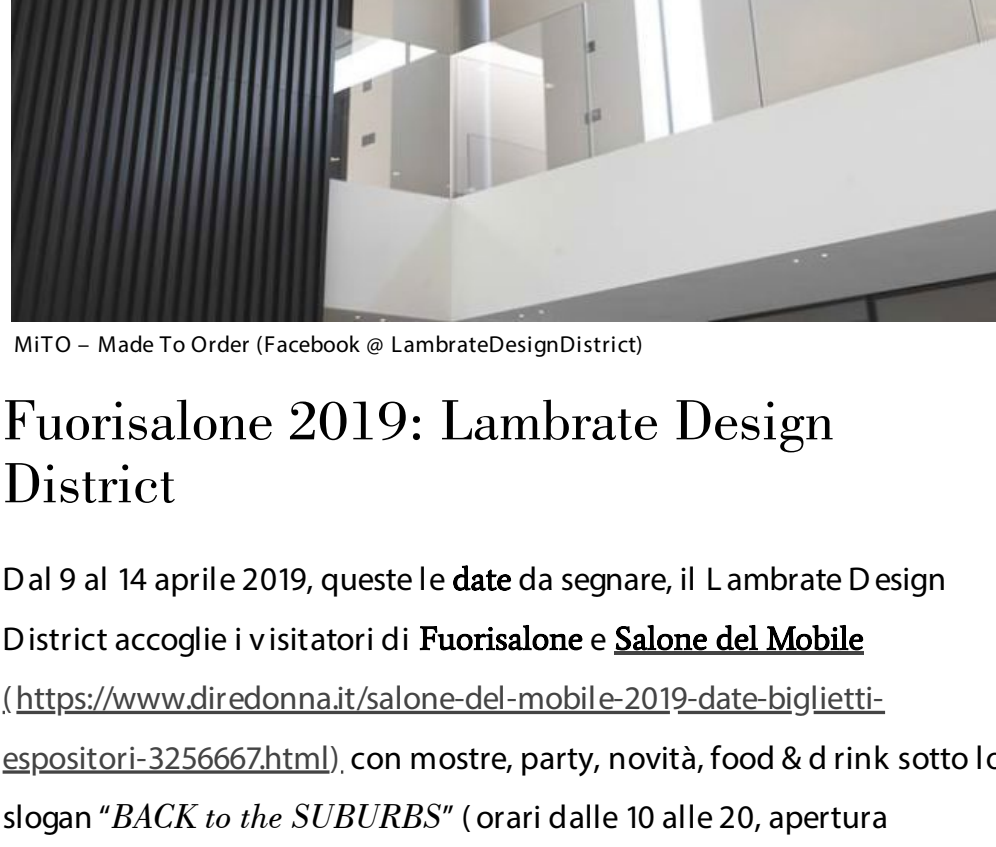 MiTO – Made To Order (Facebook @ LambrateDesignDistrict)
Fuorisalone 2019: Lambrate Design
District
Dal 9 al 14 aprile 2019, queste le date da segnare, il Lambrate Design
District accoglie i visitatori di Fuorisalone e Salone del Mobile
(https://www.diredonna.it/salone-del-mobile-2019-date-biglietti-
espositori-3256667.html) con mostre, party, novità, food & drink sotto lo
slogan “BACK to the SUBURBS” (orari dalle 10 alle 20, apertura